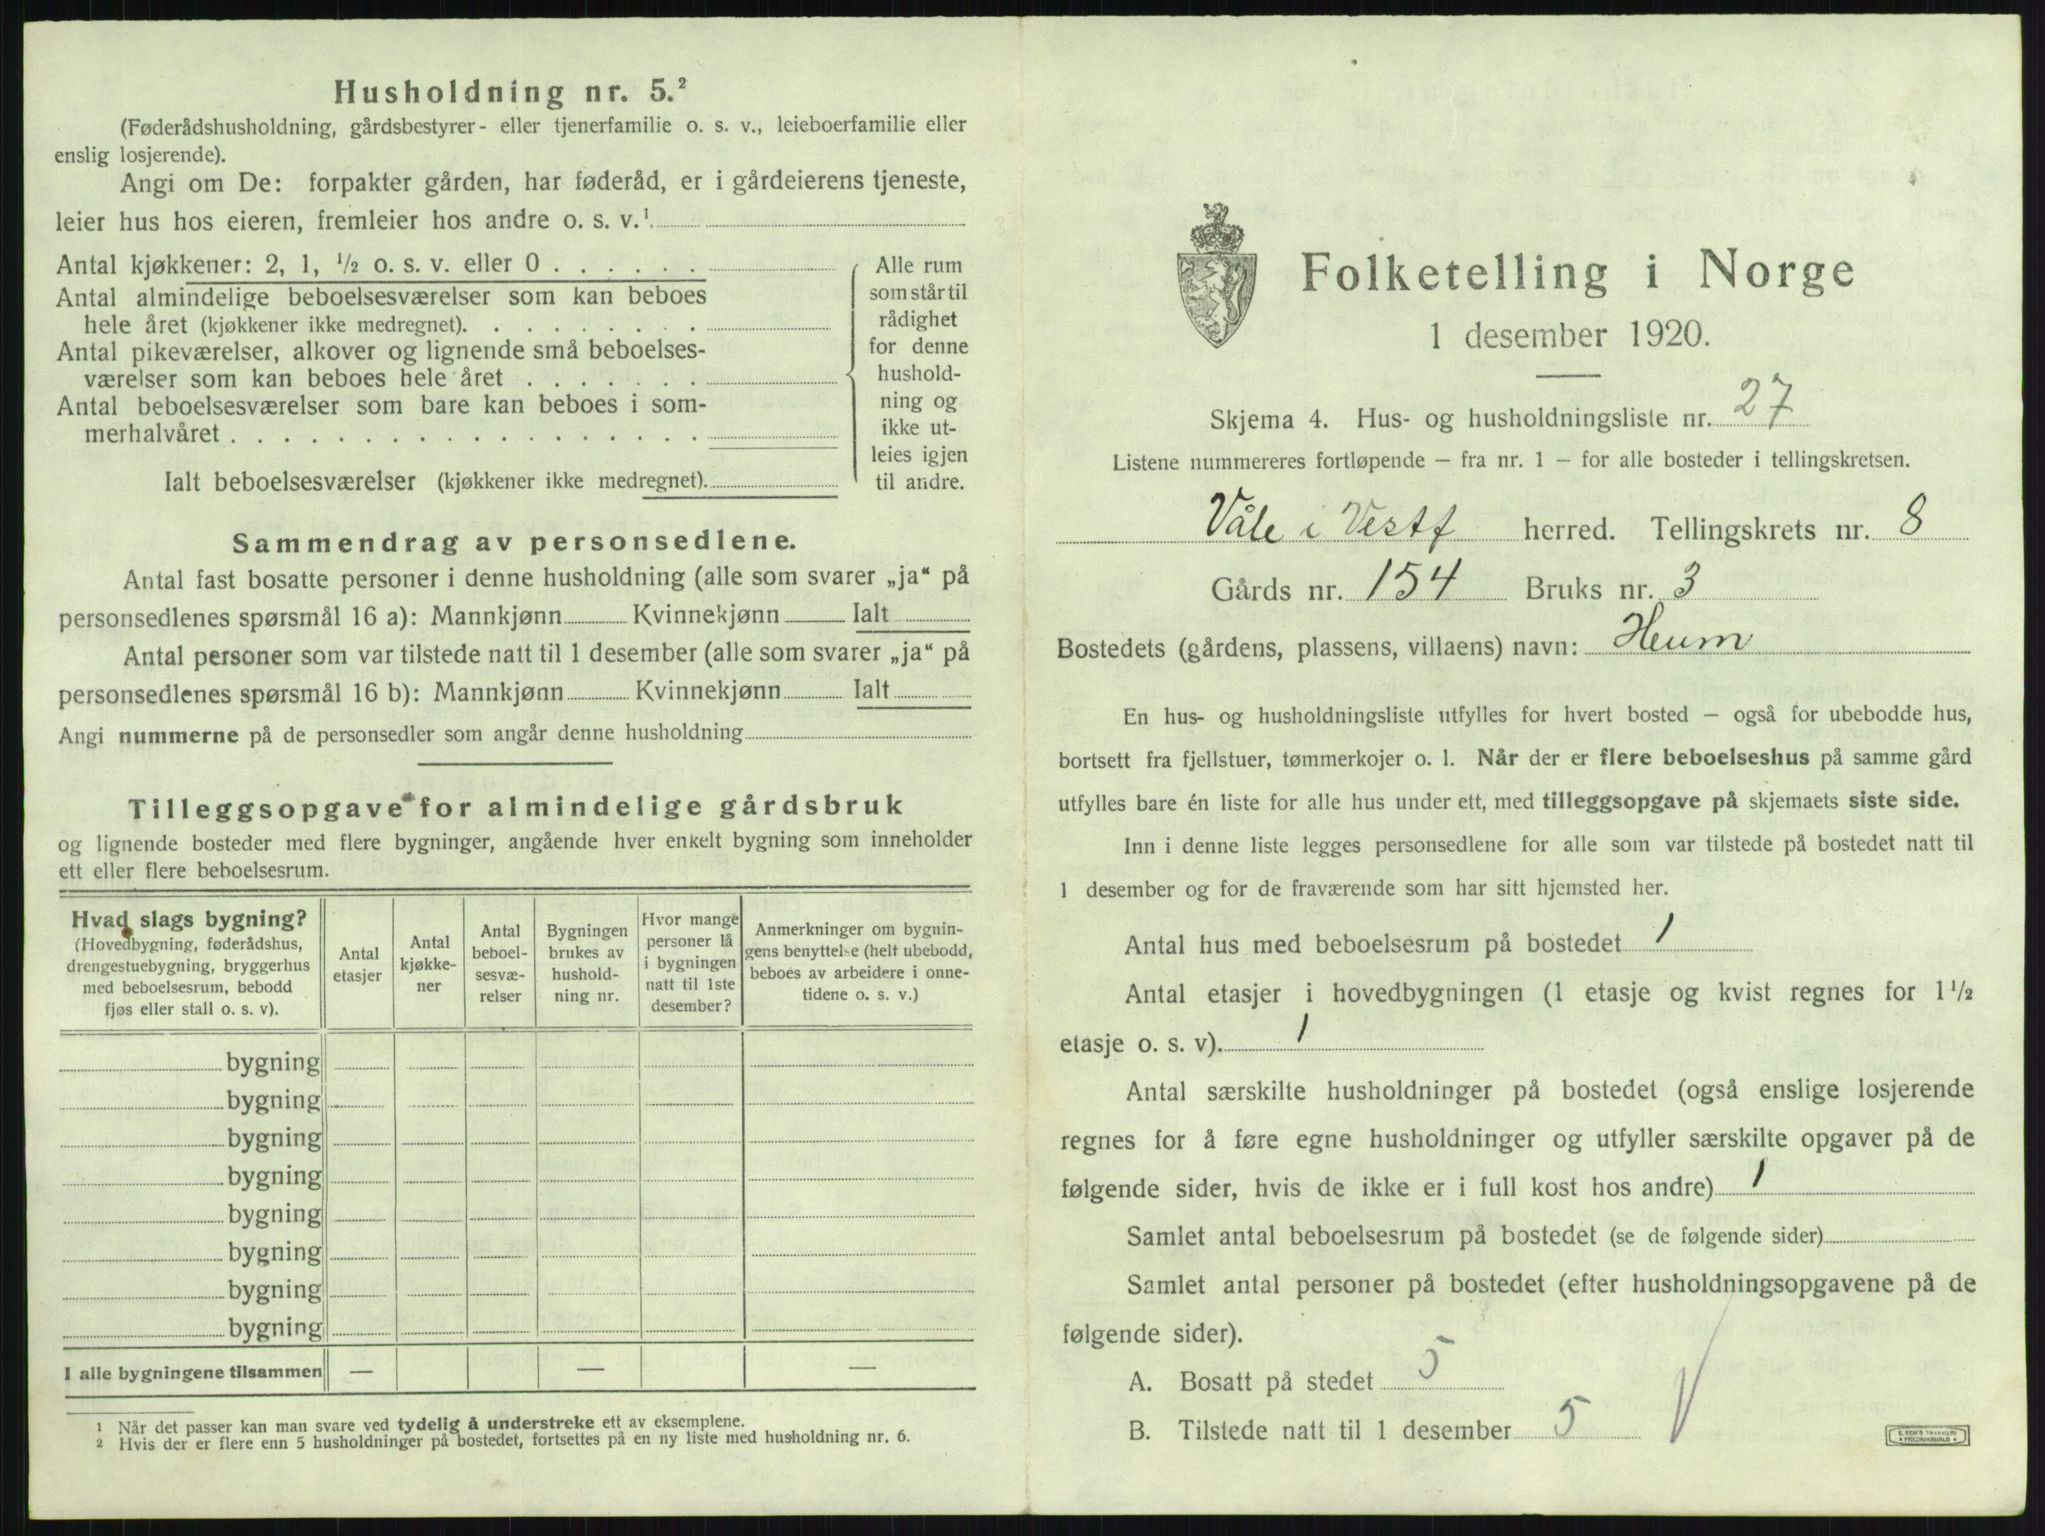 Husholdning nr. 5.²
(Føderådshusholdning, gårdsbestyrer- eller tjenerfamilie o. s. v., leieboerfamilie eller
enslig losjerende).
Angi om De: forpakter gården, har føderåd, er i gårdeierens tjeneste,
leier hus hos eieren, fremleier hos andre o. s. v.¹
Antal kjøkkener: 2, 1, ½ o. s. v. eller 0 . . . . . .
Antal almindelige beboelsesværelser som kan beboes
hele året (kjøkkener ikke medregnet). . . . . . . . .
Antal pikeværelser, alkover og lignende små beboelses-
værelser som kan beboes hele året . . . . . . .
Antal beboelsesværelser som bare kan beboes i som-
merhalvåret . . . . . . . . . . . . . . . . . .
Ialt beboelsesværelser (kjøkkener ikke medregnet).
Alle rum
som står til
rådighet
for denne
hushold-
ning og
ikke ut-
leies igjen
til andre.
Sammendrag av personsedlene.
Antal fast bosatte personer i denne husholdning (alle som svarer „ja“ på
personsedlenes spørsmål 16 a): Mannkjønn Kvinnekjønn Ialt
Antal personer som var tilstede natt til 1 desember (alle som svarer „ja“ på
personsedlenes spørsmål 16 b): Mannkjønn Kvinnekjønn Ialt
Angi nummerne på de personsedler som angår denne husholdning
Tilleggsopgave for almindelige gårdsbruk
og lignende bosteder med flere bygninger, angående hver enkelt bygning som inneholder
ett eller flere beboelsesrum.
Hvad slags bygning?
(Hovedbygning, føderådshus,
drengestuebygning, bryggerhus
med beboelsesrum, bebodd
fjøs eller stall o. s. v).
Antal
etasjer
Antal
kjøkke-
ner
Antal
beboel-
sesvæ-
relser
Bygningen
brukes av
hushold-
ning nr.
Hvor mange
personer lå
i bygningen
natt til 1ste
desember?
Anmerkninger om bygnin-
gens benyttelse (helt ubebodd,
beboes av arbeidere i onne-
tidene o. s. v.)
bygning
bygning
bygning
bygning
bygning
bygning
bygning
bygning
I alle bygningene tilsammen — — —
¹ Når det passer kan man svare ved tydelig å understreke ett av eksemplene.
² Hvis der er flere enn 5 husholdninger på bostedet, fortsettes på en ny liste med husholdning nr. 6.
Folketelling i Norge
1 desember 1920.
Skjema 4. Hus- og husholdningsliste nr. 27
Listene nummereres fortløpende — fra nr. 1 — for alle bosteder i tellingskretsen.
Våle i Vestf herred. Tellingskrets nr. 8
Gårds nr. 154 Bruks nr. 3
Bostedets (gårdens, plassens, villaens) navn: Heum
En hus- og husholdningsliste utfylles for hvert bosted — også for ubebodde hus,
bortsett fra fjellstuer, tømmerkojer o. l. Når der er flere beboelseshus på samme gård
utfylles bare én liste for alle hus under ett, med tilleggsopgave på skjemaets siste side.
Inn i denne liste legges personsedlene for alle som var tilstede på bostedet natt til
1 desember og for de fraværende som har sitt hjemsted her.
Antal hus med beboelsesrum på bostedet 1
Antal etasjer i hovedbygningen (1 etasje og kvist regnes for 1½
etasje o. s. v). 1
Antal særskilte husholdninger på bostedet (også enslige losjerende
regnes for å føre egne husholdninger og utfyller særskilte opgaver på de
følgende sider, hvis de ikke er i full kost hos andre) 1
Samlet antal beboelsesrum på bostedet (se de følgende sider)
Samlet antal personer på bostedet (efter husholdningsopgavene på de
følgende sider).
A. Bosatt på stedet 5
B. Tilstede natt til 1 desember 5